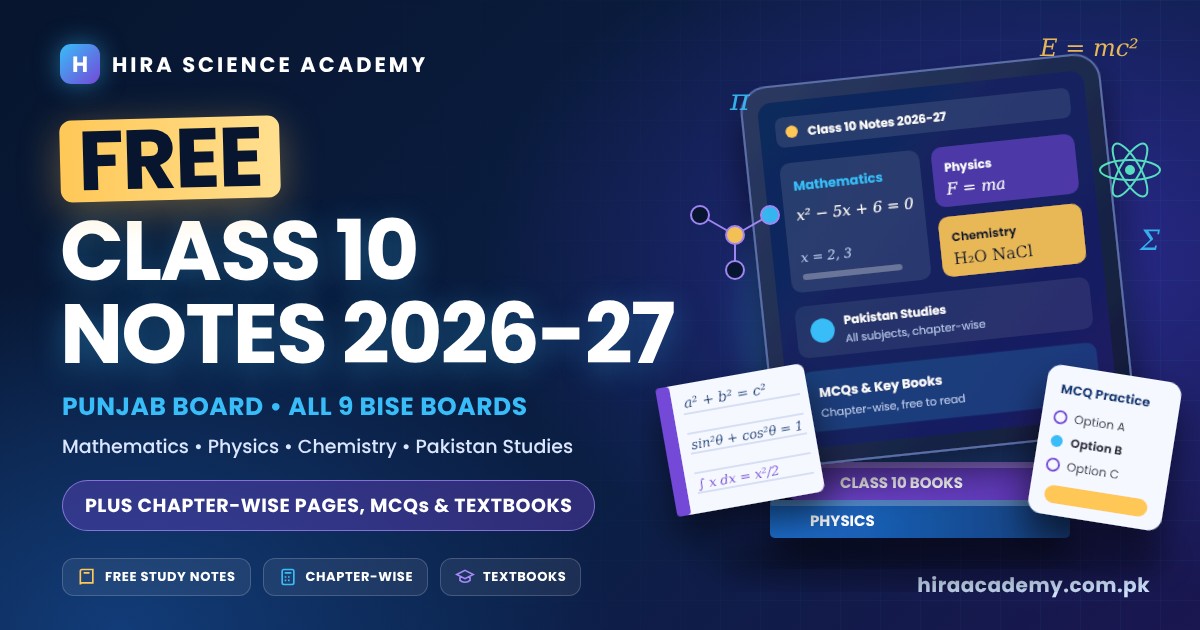 H HIRA SCIENCE ACADEMY
FREE
CLASS 10
NOTES 2026-27
PUNJAB BOARD • ALL 9 BISE BOARDS
Mathematics • Physics • Chemistry • Pakistan Studies
PLUS CHAPTER-WISE PAGES, MCQs & TEXTBOOKS
FREE STUDY NOTES
CHAPTER-WISE
TEXTBOOKS
E = mc²
π
Σ
Class 10 Notes 2026-27
Mathematics
x² − 5x + 6 = 0
x = 2, 3
Physics
F = ma
Chemistry
H₂O NaCl
Pakistan Studies
All subjects, chapter-wise
MCQs & Key Books
Chapter-wise, free to read
a² + b² = c²
sin²θ + cos²θ = 1
∫ x dx = x²/2
MCQ Practice
Option A
Option B
Option C
CLASS 10 BOOKS
PHYSICS
hiraacademy.com.pk